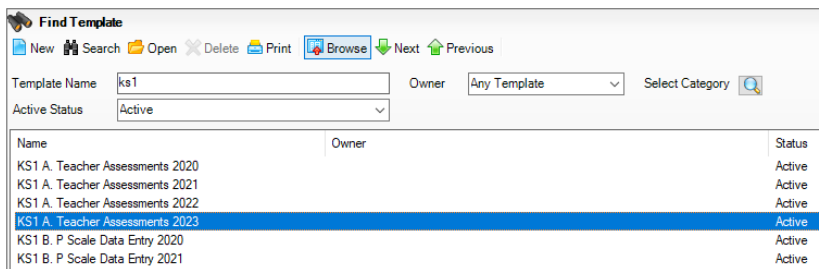 Find Template
New Search Open Delete Print Browse Next Previous
Template Name ks1 Owner Any Template Select Category
Active Status Active
Name Owner Status
KS1 A. Teacher Assessments 2020 Active
KS1 A. Teacher Assessments 2021 Active
KS1 A. Teacher Assessments 2022 Active
KS1 A. Teacher Assessments 2023 Active
KS1 B. P Scale Data Entry 2020 Active
KS1 B. P Scale Data Entry 2021 Active